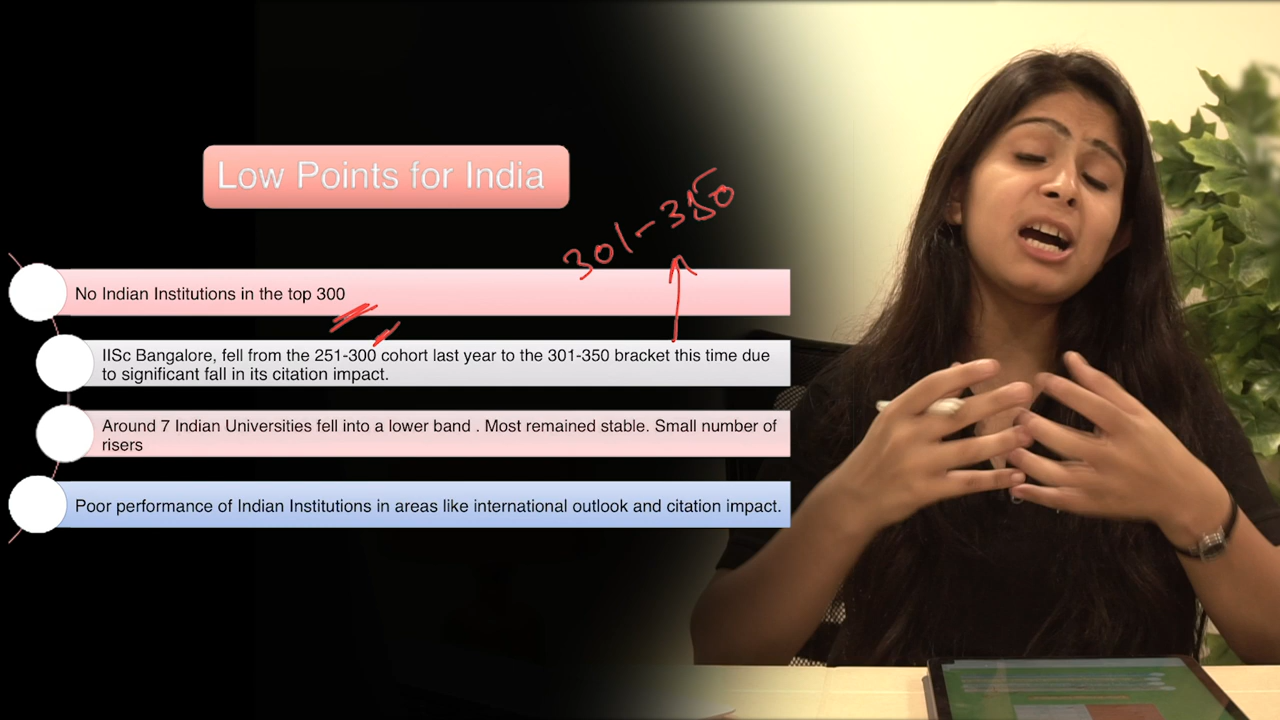 Low Points for India
301-350
No Indian Institutions in the top 300
IISc Bangalore, fell from the 251-300 cohort last year to the 301-350 bracket this time due
to significant fall in its citation impact.
Around 7 Indian Universities fell into a lower band . Most remained stable. Small number of
risers
Poor performance of Indian Institutions in areas like international outlook and citation impact.